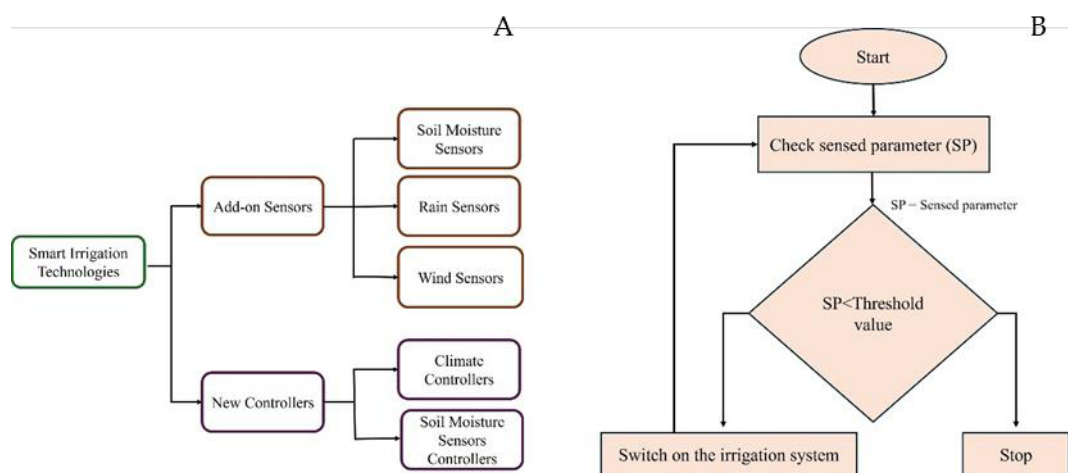 A
Smart Irrigation
Technologies
Add-on Sensors
Soil Moisture
Sensors
Rain Sensors
Wind Sensors
New Controllers
Climate
Controllers
Soil Moisture
Sensors
Controllers
B
Start
Check sensed parameter (SP)
SP = Sensed parameter
SP<Threshold
value
Switch on the irrigation system
Stop